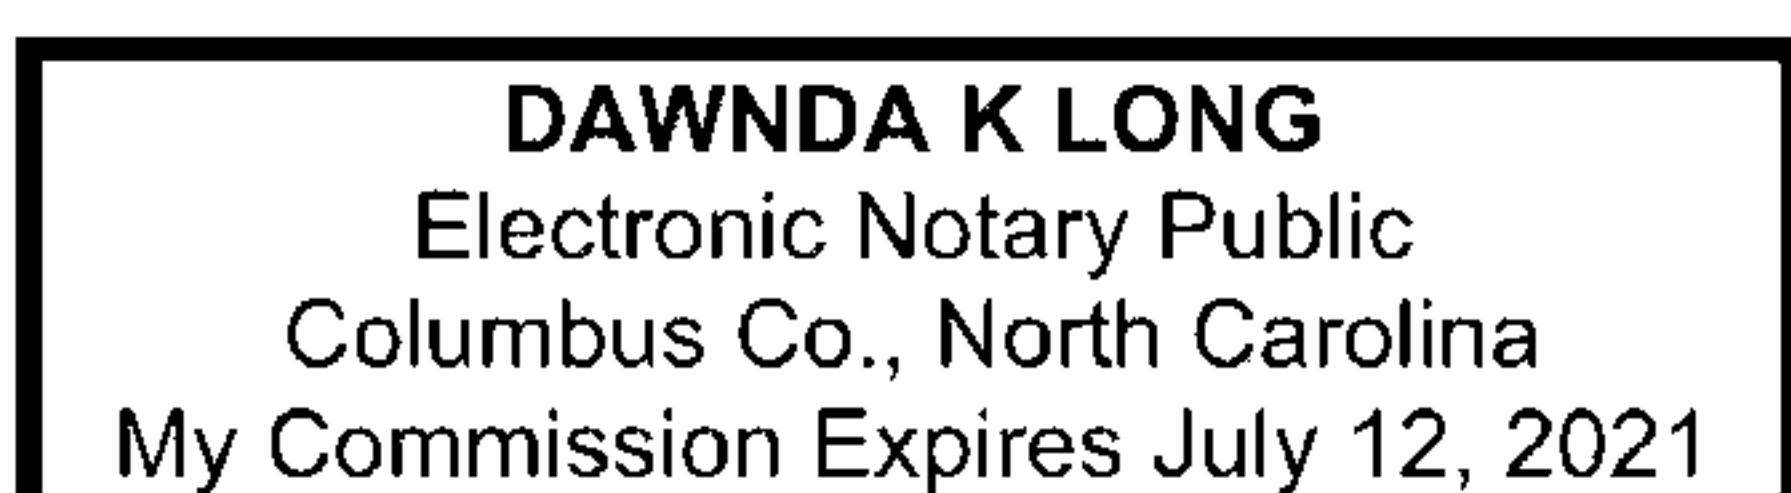 DAWNDA K LONG
Electronic Notary Public
Columbus Co., North Carolina
My Commission Expires July 12, 2021